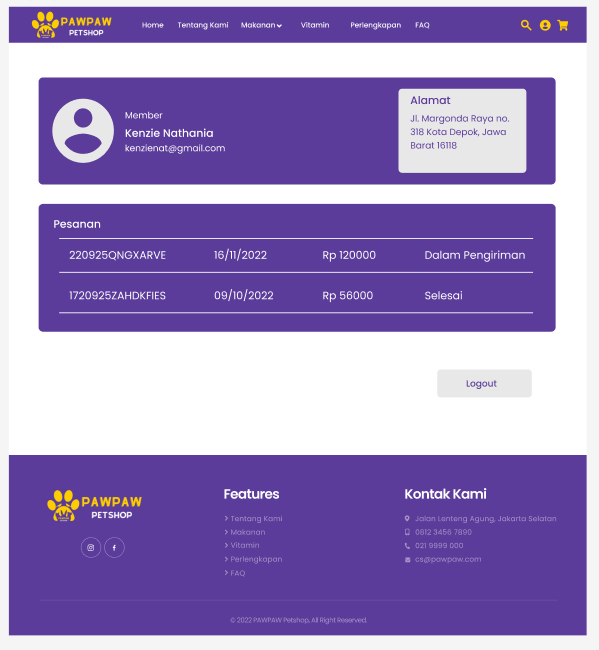 PAWPAW
PETSHOP
Home Tentang Kami Makanan Vitamin Perlengkapan FAQ
Member
Kenzie Nathania
kenzienat@gmail.com
Alamat
Jl. Margonda Raya no.
318 Kota Depok, Jawa
Barat 16118
Pesanan
220925QNGXARVE 16/11/2022 Rp 120000 Dalam Pengiriman
1720925ZAHDKFIES 09/10/2022 Rp 56000 Selesai
Logout
PAWPAW
PETSHOP
Features
Tentang Kami
Makanan
Vitamin
Perlengkapan
FAQ
Kontak Kami
Jalan Lenteng Agung, Jakarta Selatan
0812 3456 7890
021 9999 000
cs@pawpaw.com
© 2022 PAWPAW Petshop, All Right Reserved.